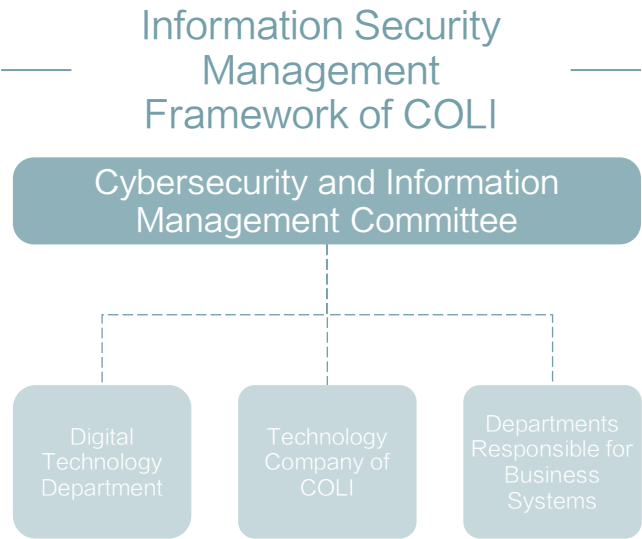 Information Security
Management
Framework of COLI
Cybersecurity and Information
Management Committee
Digital
Technology
Department
Technology
Company of
COLI
Departments
Responsible for
Business
Systems